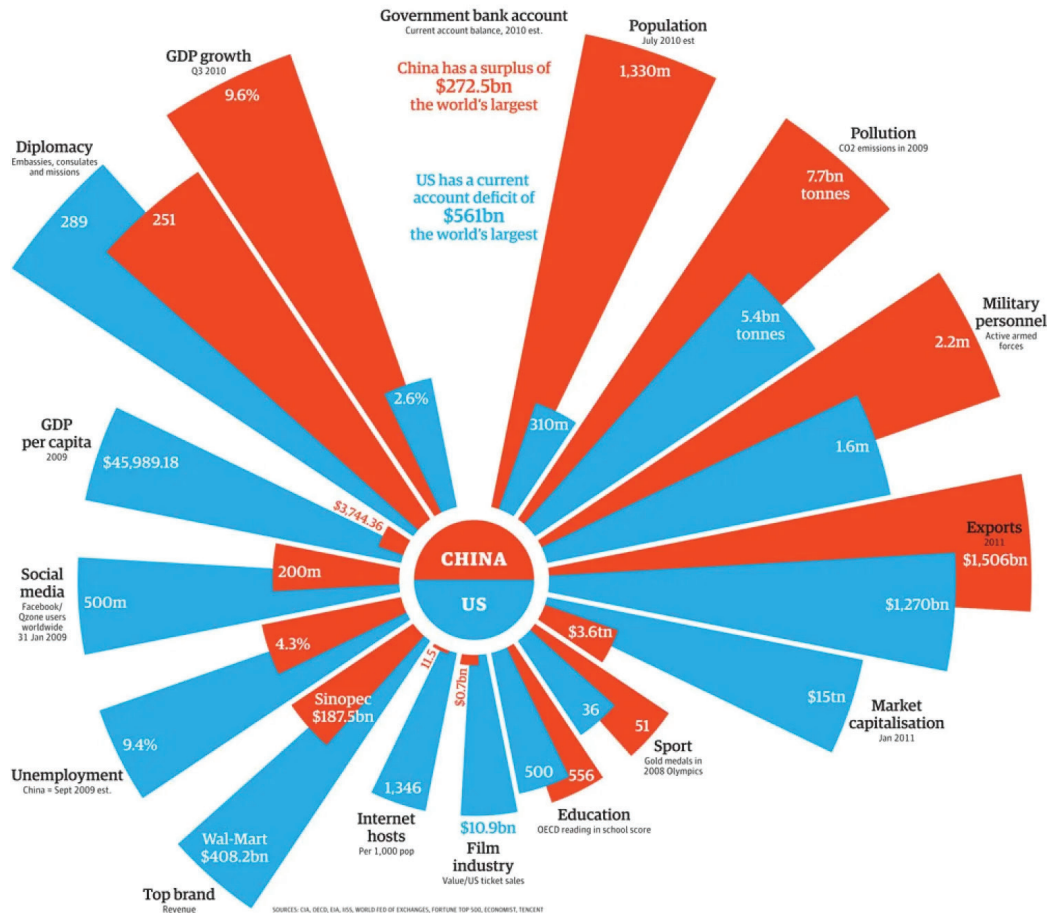 Government bank account
Current account balance, 2010 est.
China has a surplus of
$272.5bn
the world's largest
US has a current
account deficit of
$561bn
the world's largest
Population
July 2010 est
1,330m
310m
Pollution
CO2 emissions in 2009
7.7bn
tonnes
5.4bn
tonnes
Military
personnel
Active armed
forces
2.2m
1.6m
Exports
2011
$1,506bn
$1,270bn
Market
capitalisation
Jan 2011
$3.6tn
$15tn
Sport
Gold medals in
2008 Olympics
36
51
Education
OECD reading in school score
500
556
Film
industry
Value/US ticket sales
$0.7bn
$10.9bn
Internet
hosts
Per 1,000 pop
11.5
1,346
Top brand
Revenue
Sinopec
$187.5bn
Wal-Mart
$408.2bn
Unemployment
China = Sept 2009 est.
4.3%
9.4%
Social
media
Facebook/
Qzone users
worldwide
31 Jan 2009
200m
500m
GDP
per capita
2009
$45,989.18
$3,744.36
Diplomacy
Embassies, consulates
and missions
289
251
GDP growth
Q3 2010
9.6%
2.6%
CHINA
US
SOURCES: CIA, OECD, EIA, IISS, WORLD FED OF EXCHANGES, FORTUNE TOP 500, ECONOMIST, TENCENT